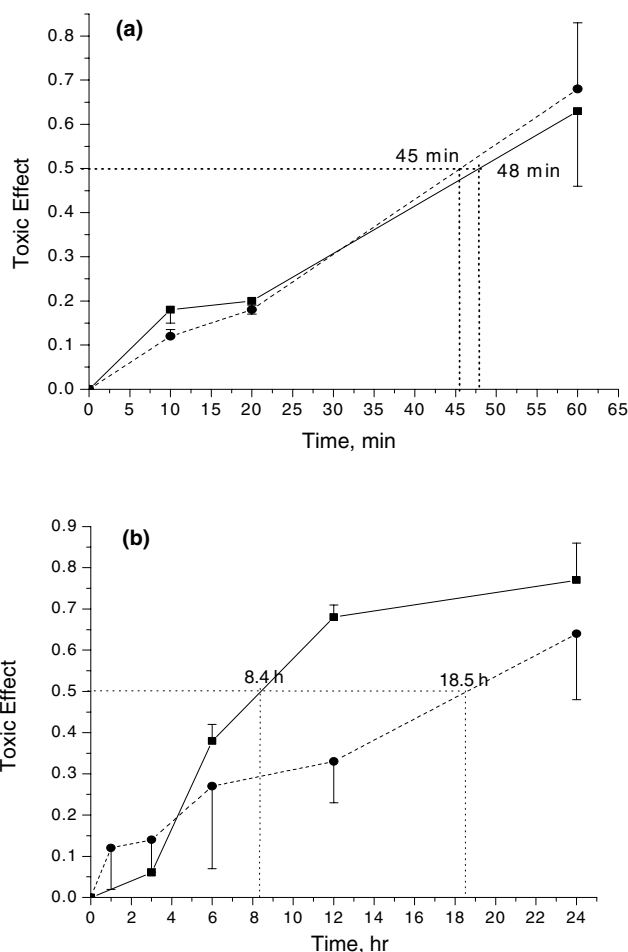 (a)
0.8
0.7
0.6
0.5
0.4
0.3
0.2
0.1
0.0
Toxic Effect
45 min
48 min
0 5 10 15 20 25 30 35 40 45 50 55 60 65
Time, min
(b)
0.9
0.8
0.7
0.6
0.5
0.4
0.3
0.2
0.1
0.0
Toxic Effect
8.4 h
18.5 h
0 2 4 6 8 10 12 14 16 18 20 22 24
Time, hr